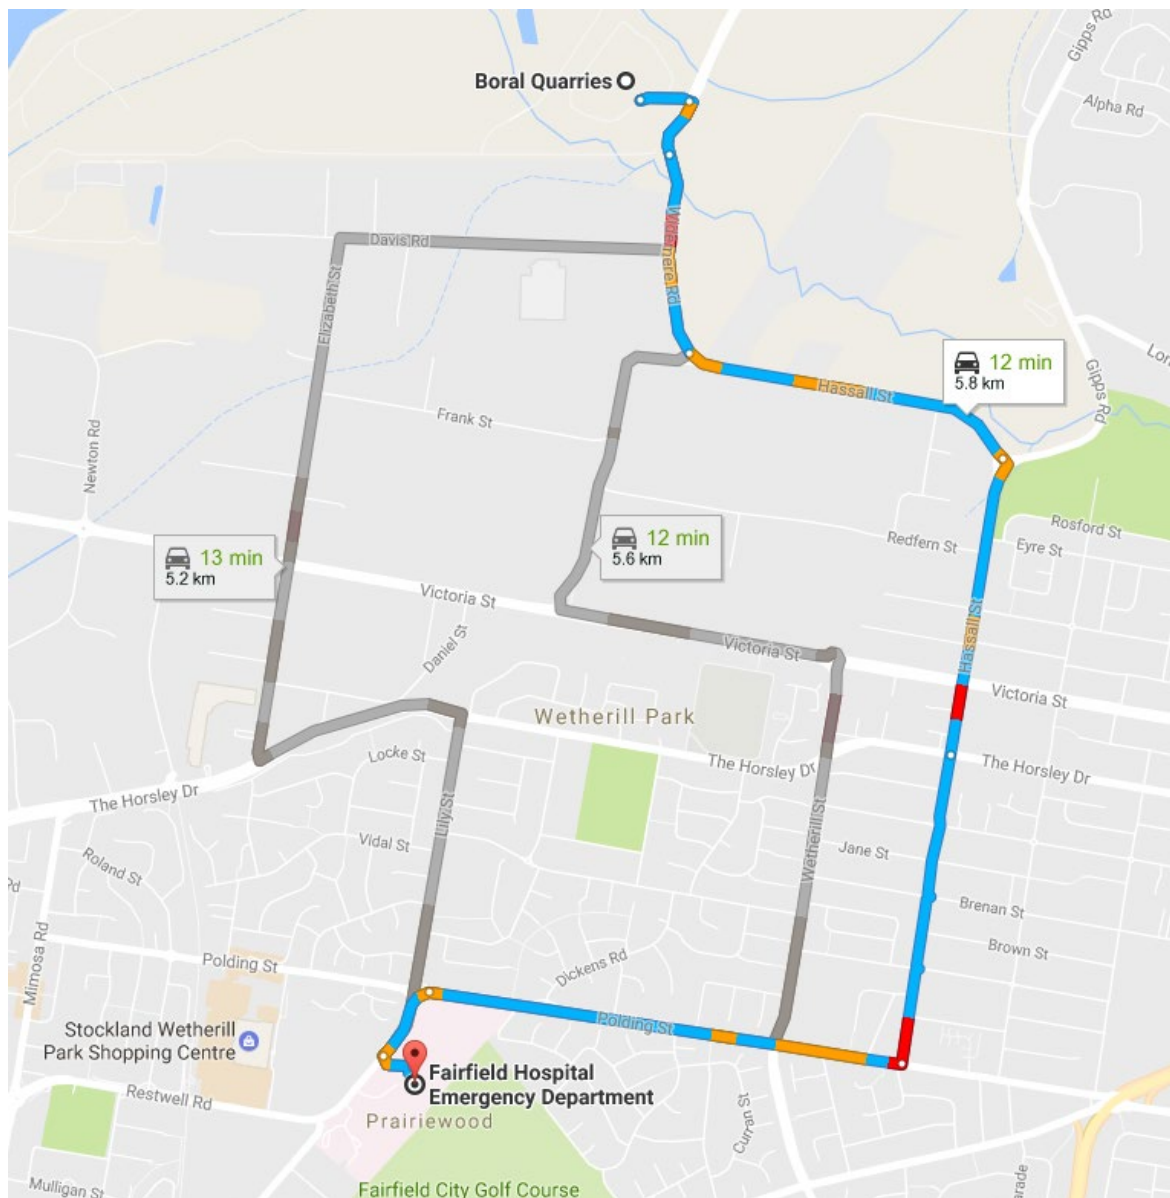 Gipps Rd
Boral Quarries
Alpha Rd
Widemere Rd
Davis Rd
Elizabeth St
12 min
5.8 km
Gipps Rd
Hassall St
Frank St
Newton Rd
Rosford St
Redfern St
Eyre St
13 min
5.2 km
12 min
5.6 km
Victoria St
Daniel St
Victoria St
Hassall St
Victoria St
Wetherill Park
Locke St
The Horsley Dr
The Horsley Dr
The Horsley Dr
Lily St
Wetherill St
Vidal St
Jane St
Roland St
Rd
Brenan St
Mimosa Rd
Brown St
Polding St
Dickens Rd
Polding St
Stockland Wetherill
Park Shopping Centre
Fairfield Hospital
Emergency Department
Restwell Rd
Prairiewood
Curran St
Mulligan St
Fairfield City Golf Course